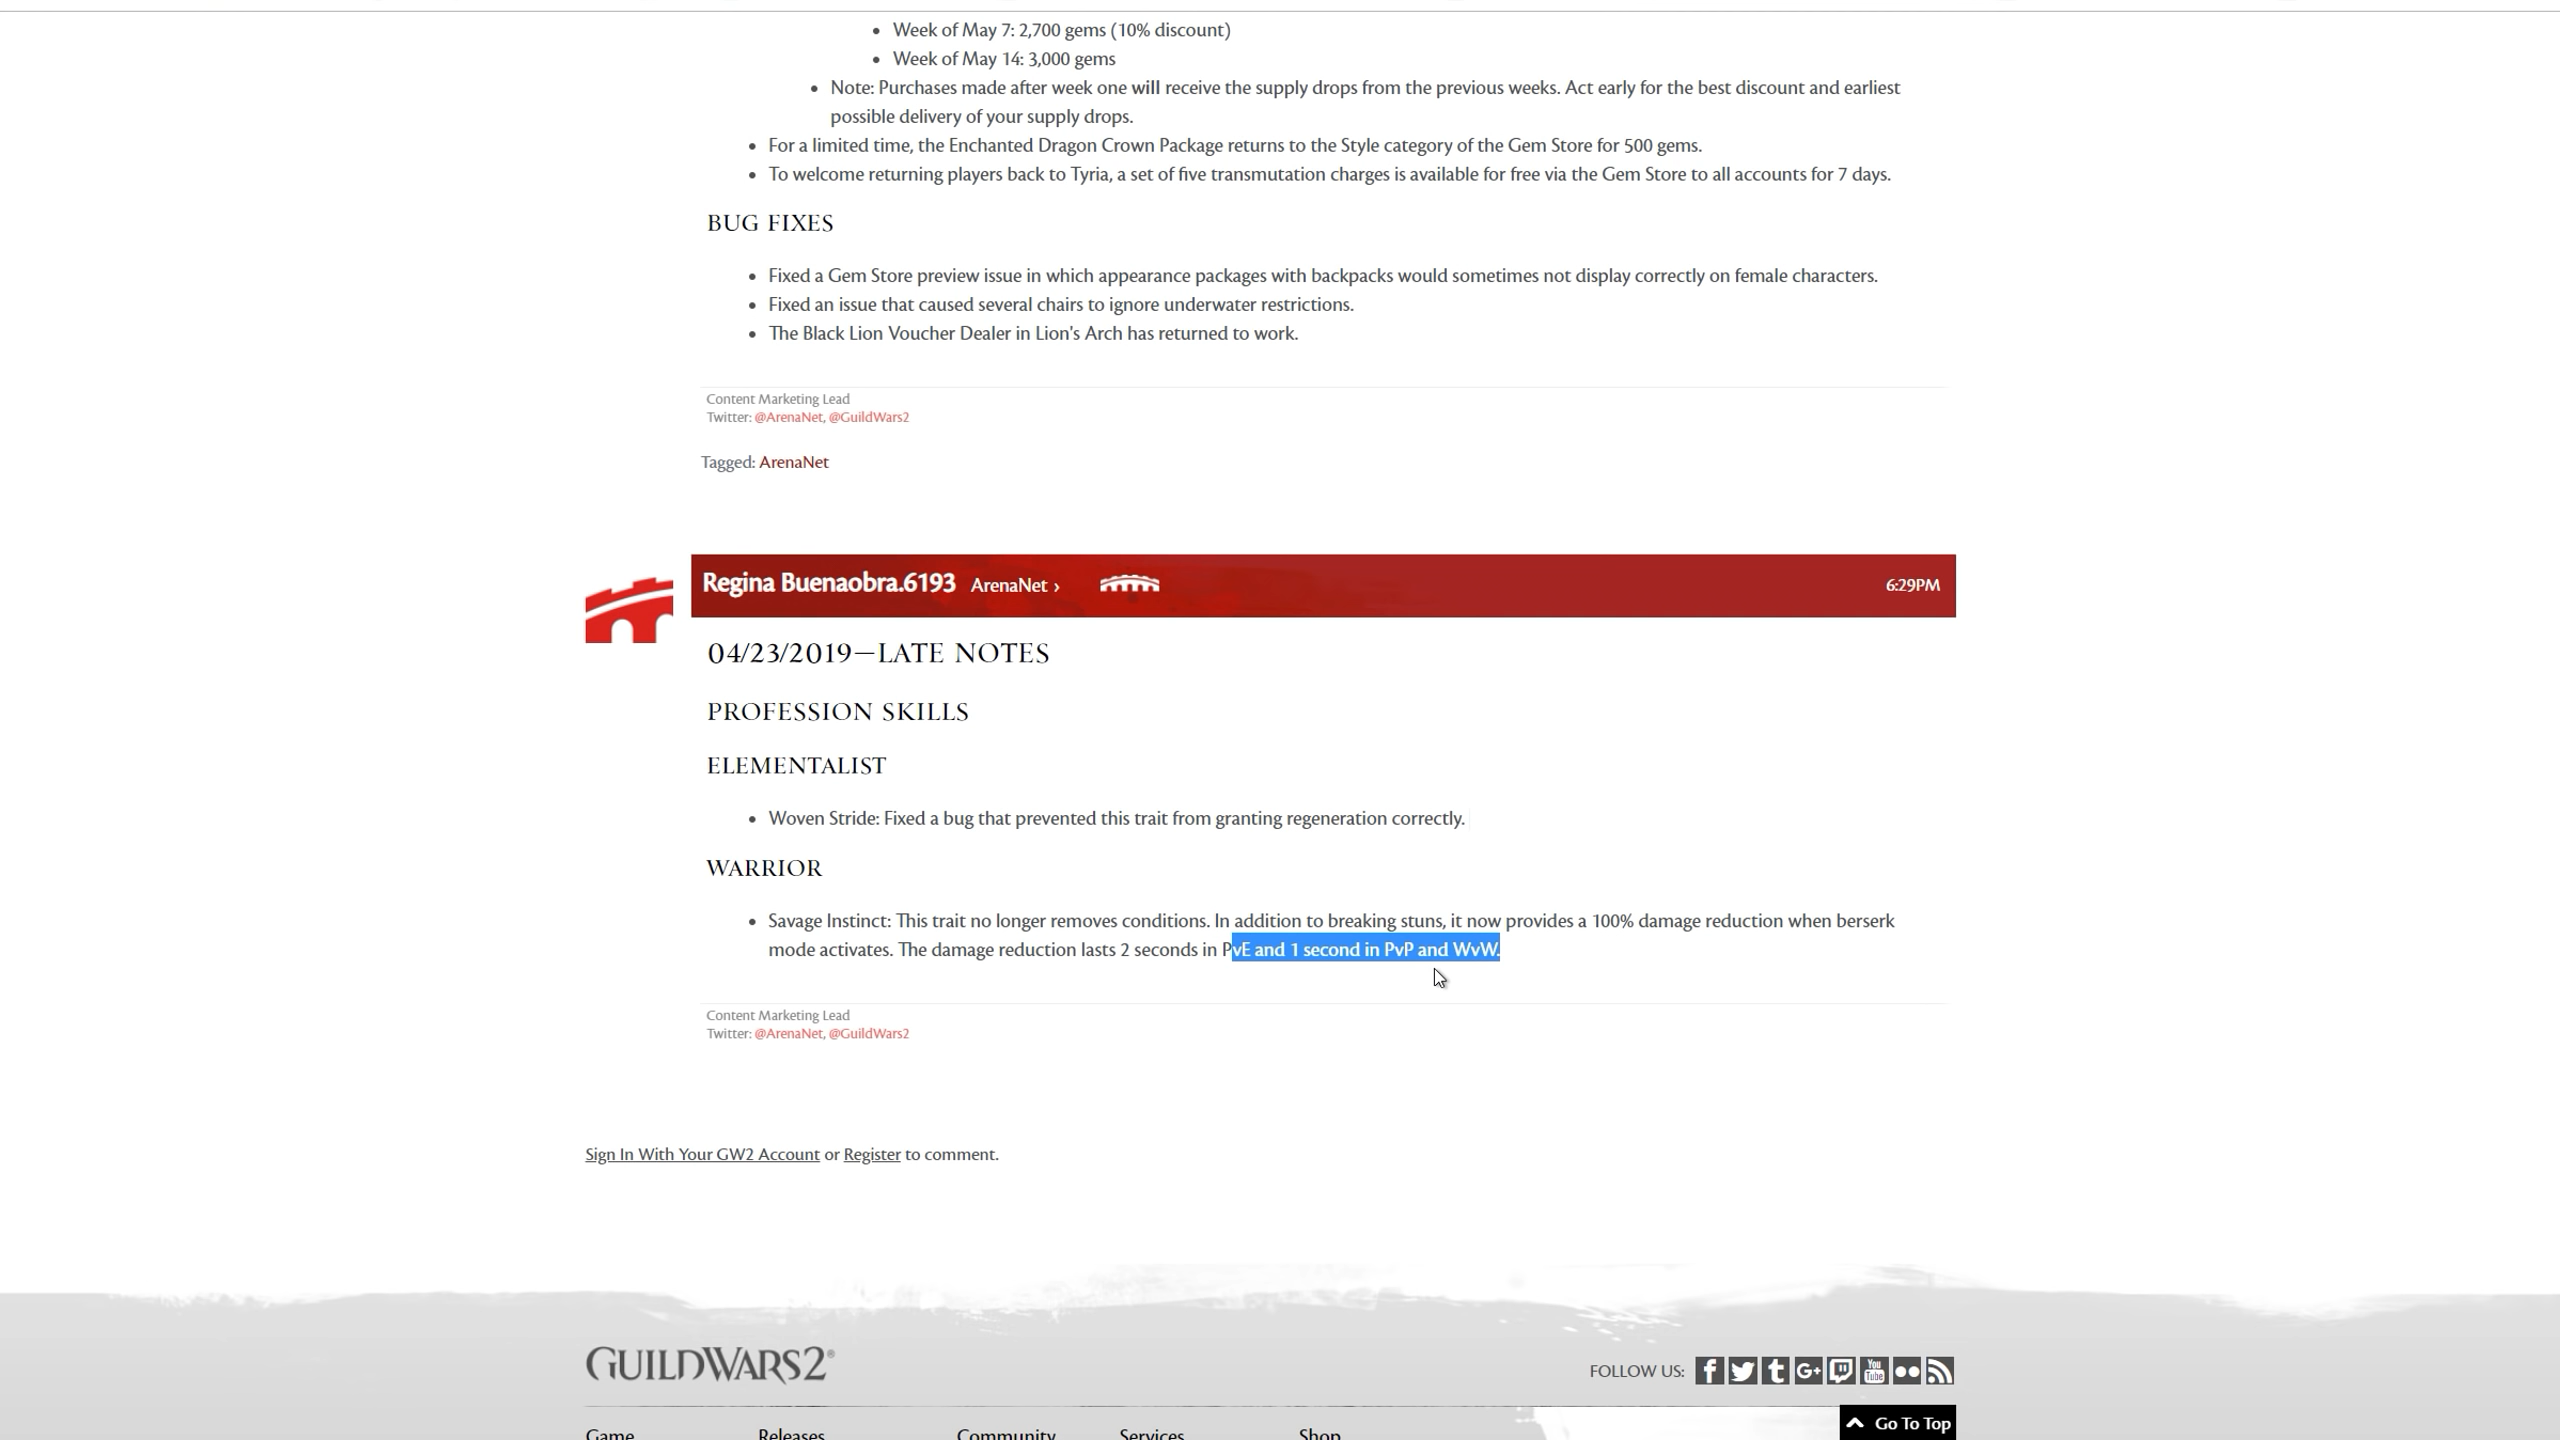 Week of May 7: 2,700 gems (10% discount)
Week of May 14: 3,000 gems
Note: Purchases made after week one will receive the supply drops from the previous weeks. Act early for the best discount and earliest
possible delivery of your supply drops.
For a limited time, the Enchanted Dragon Crown Package returns to the Style category of the Gem Store for 500 gems.
To welcome returning players back to Tyria, a set of five transmutation charges is available for free via the Gem Store to all accounts for 7 days.
BUG FIXES
Fixed a Gem Store preview issue in which appearance packages with backpacks would sometimes not display correctly on female characters.
Fixed an issue that caused several chairs to ignore underwater restrictions.
The Black Lion Voucher Dealer in Lion's Arch has returned to work.
Content Marketing Lead
Twitter: @ArenaNet, @GuildWars2
Tagged: ArenaNet
Regina Buenaobra.6193 ArenaNet › 6:29PM
04/23/2019—LATE NOTES
PROFESSION SKILLS
ELEMENTALIST
Woven Stride: Fixed a bug that prevented this trait from granting regeneration correctly.
WARRIOR
Savage Instinct: This trait no longer removes conditions. In addition to breaking stuns, it now provides a 100% damage reduction when berserk
mode activates. The damage reduction lasts 2 seconds in PvE and 1 second in PvP and WvW.
Content Marketing Lead
Twitter: @ArenaNet, @GuildWars2
Sign In With Your GW2 Account or Register to comment.
GUILDWARS2® FOLLOW US: f t G+ You Tube
Game Releases Community Services Shop Go To Top